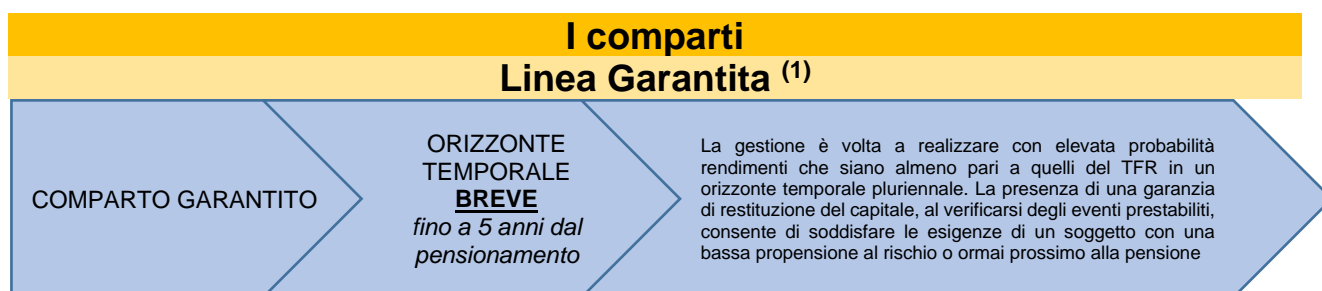 I comparti
Linea Garantita (1)
COMPARTO GARANTITO
ORIZZONTE
TEMPORALE
BREVE
fino a 5 anni dal
pensionamento
La gestione è volta a realizzare con elevata probabilità
rendimenti che siano almeno pari a quelli del TFR in un
orizzonte temporale pluriennale. La presenza di una garanzia
di restituzione del capitale, al verificarsi degli eventi prestabiliti,
consente di soddisfare le esigenze di un soggetto con una
bassa propensione al rischio o ormai prossimo alla pensione